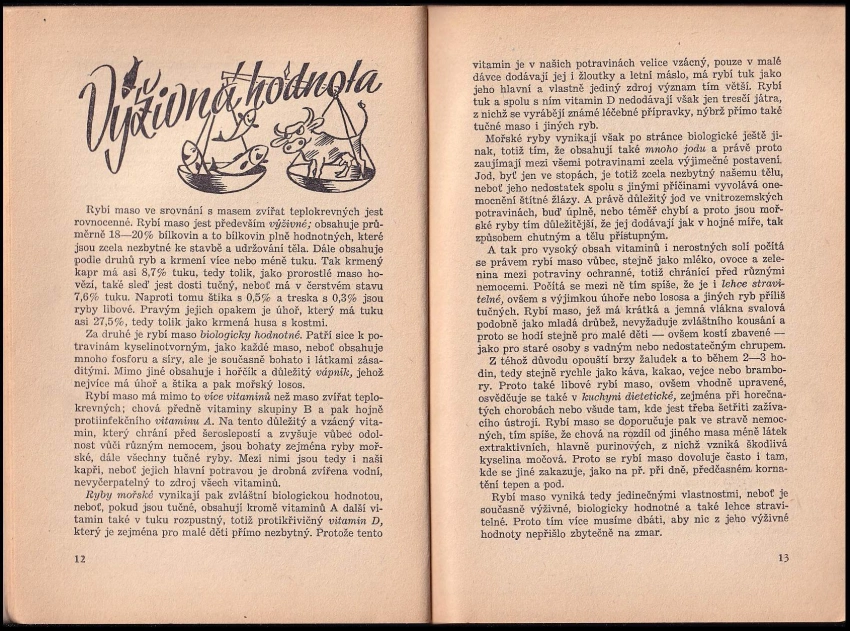 Výživná hodnota
Rybí maso ve srovnání s masem zvířat teplokrevných jest
rovnocenné. Rybí maso jest především výživné; obsahuje prů-
měrně 18—20% bílkovin a to bílkovin plně hodnotných, které
jsou zcela nezbytné ke stavbě a udržování těla. Dále obsahuje
podle druhů ryb a krmení více nebo méně tuku. Tak krmený
kapr má asi 8,7% tuku, tedy tolik, jako prorostlé maso ho-
vězí, také sleď jest dosti tučný, neboť má v čerstvém stavu
7,6% tuku. Naproti tomu štika s 0,5% a treska s 0,3% jsou
ryby libové. Pravým jejich opakem je úhoř, který má tuku
asi 27,5%, tedy tolik jako krmená husa s kostmi.
Za druhé je rybí maso biologicky hodnotné. Patří sice k po-
travinám kyselinotvorným, jako každé maso, neboť obsahuje
mnoho fosforu a síry, ale je současně bohato i látkami zása-
ditými. Mimo jiné obsahuje i hořčík a důležitý vápník, jehož
nejvíce má úhoř a štika a pak mořský losos.
Rybí maso má mimo to více vitaminů než maso zvířat teplo-
krevných; chová předně vitaminy skupiny B a pak hojně
protiinfekčního vitaminu A. Na tento důležitý a vzácný vita-
min, který chrání před šeroslepostí a zvyšuje vůbec odol-
nost vůči různým nemocem, jsou bohaty zejména ryby moř-
ské, dále všechny tučné ryby. Mezi nimi jsou tedy i naši
kapři, neboť jejich hlavní potravou je drobná zvířena vodní,
nevyčerpatelný to zdroj všech vitaminů.
Ryby mořské vynikají pak zvláštní biologickou hodnotou,
neboť, pokud jsou tučné, obsahují kromě vitaminů A další vi-
tamin také v tuku rozpustný, totiž protikřivičný vitamin D,
který je zejména pro malé děti přímo nezbytný. Protože tento
12
vitamin je v našich potravinách velice vzácný, pouze v malé
dávce dodávají jej i žloutky a letní máslo, má rybí tuk jako
jeho hlavní a vlastně jediný zdroj význam tím větší. Rybí
tuk a spolu s ním vitamin D nedodávají však jen tresčí játra,
z nichž se vyrábějí známé léčebné přípravky, nýbrž přímo také
tučné maso i jiných ryb.
Mořské ryby vynikají však po stránce biologické ještě ji-
nak, totiž tím, že obsahují také mnoho jodu a právě proto
zaujímají mezi všemi potravinami zcela výjimečné postavení.
Jod, byť jen ve stopách, je totiž zcela nezbytný našemu tělu,
neboť jeho nedostatek spolu s jinými příčinami vyvolává one-
mocnění štítné žlázy. A právě důležitý jod ve vnitrozemských
potravinách, buď úplně, nebo téměř chybí a proto jsou moř-
ské ryby tím důležitější, že jej dodávají jak v hojné míře, tak
způsobem chutným a tělu přístupným.
A tak pro vysoký obsah vitaminů i nerostných solí počítá
se právem rybí maso vůbec, stejně jako mléko, ovoce a zele-
nina mezi potraviny ochranné, totiž chránící před různými
nemocemi. Počítá se mezi ně tím spíše, že je i lehce stravi-
telné, ovšem s výjimkou úhoře nebo lososa a jiných ryb příliš
tučných. Rybí maso, jež má krátká a jemná vlákna svalová
podobně jako mladá drůbež, nevyžaduje zvláštního kousání a
proto se hodí stejně pro malé děti — ovšem kostí zbavené —
jako pro staré osoby s vadným nebo nedostatečným chrupem.
Z téhož důvodu opouští brzy žaludek a to během 2—3 ho-
din, tedy stejně rychle jako káva, kakao, vejce nebo brambo-
ry. Proto také libové rybí maso, ovšem vhodně upravené,
osvědčuje se také v kuchyni dietetické, zejména při horečna-
tých chorobách nebo všude tam, kde jest třeba šetřiti zažíva-
cího ústrojí. Rybí maso se doporučuje pak ve stravě nemoc-
ných, tím spíše, že chová na rozdíl od jiného masa méně látek
extraktivních, hlavně purinových, z nichž vzniká škodlivá
kyselina močová. Proto se rybí maso dovoluje často i tam,
kde se jiné zakazuje, jako na př. při dně, předčasném kornat-
tění tepen a pod.
Rybí maso vyniká tedy jedinečnými vlastnostmi, neboť je
současně výživné, biologicky hodnotné a také lehce stravi-
telné. Proto tím více musíme dbáti, aby nic z jeho výživné
hodnoty nepřišlo zbytečně na zmar.
13